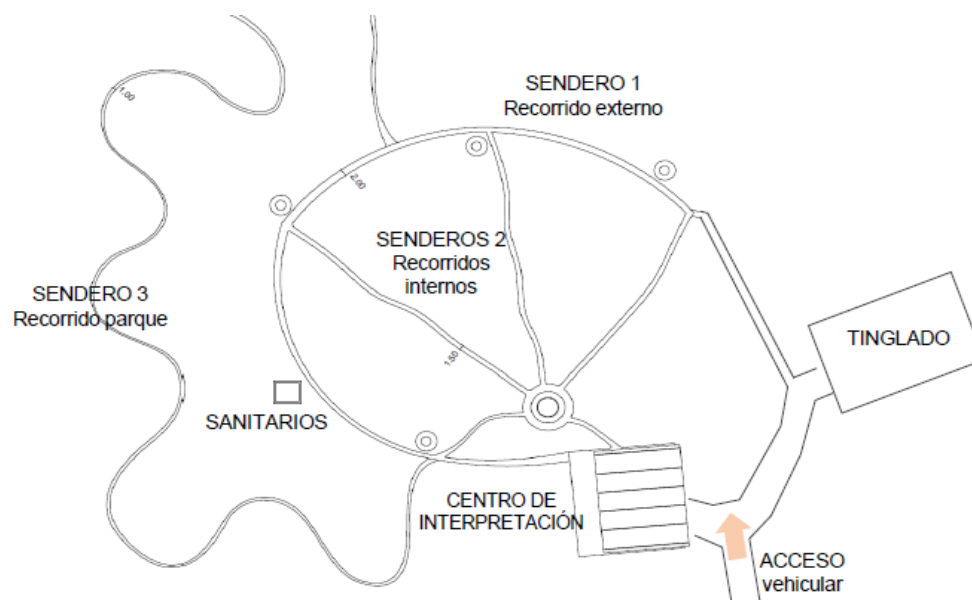 SENDERO 1
Recorrido externo
1.00
2.00
SENDEROS 2
Recorridos
internos
SENDERO 3
Recorrido parque
TINGLADO
1.50
SANITARIOS
CENTRO DE
INTERPRETACIÓN
ACCESO
vehicular